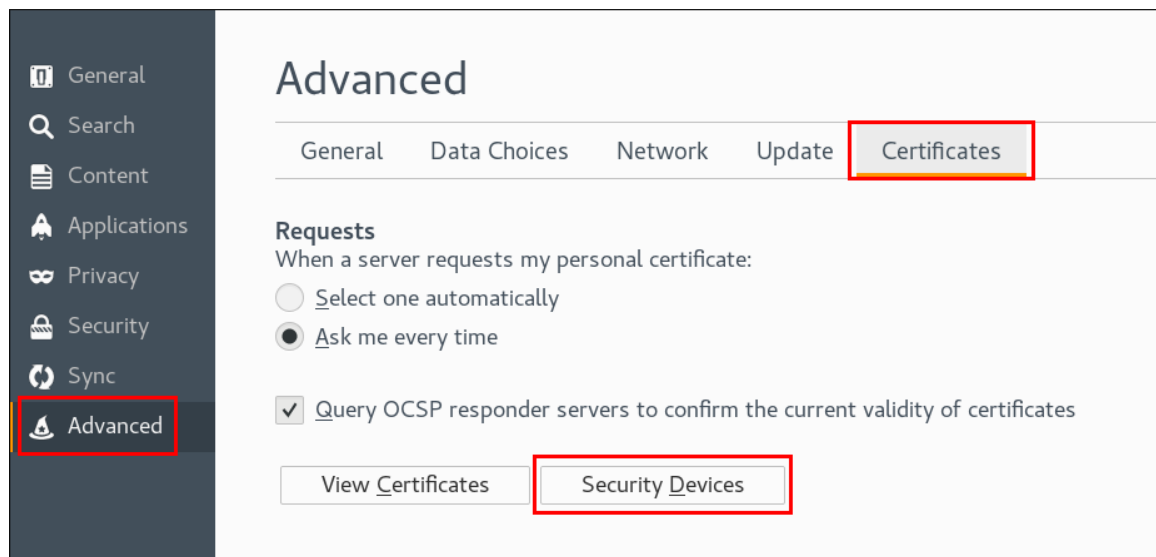 General
Search
Content
Applications
Privacy
Security
Sync
Advanced
Advanced
General Data Choices Network Update Certificates
Requests
When a server requests my personal certificate:
Select one automatically
Ask me every time
Query OCSP responder servers to confirm the current validity of certificates
View Certificates Security Devices